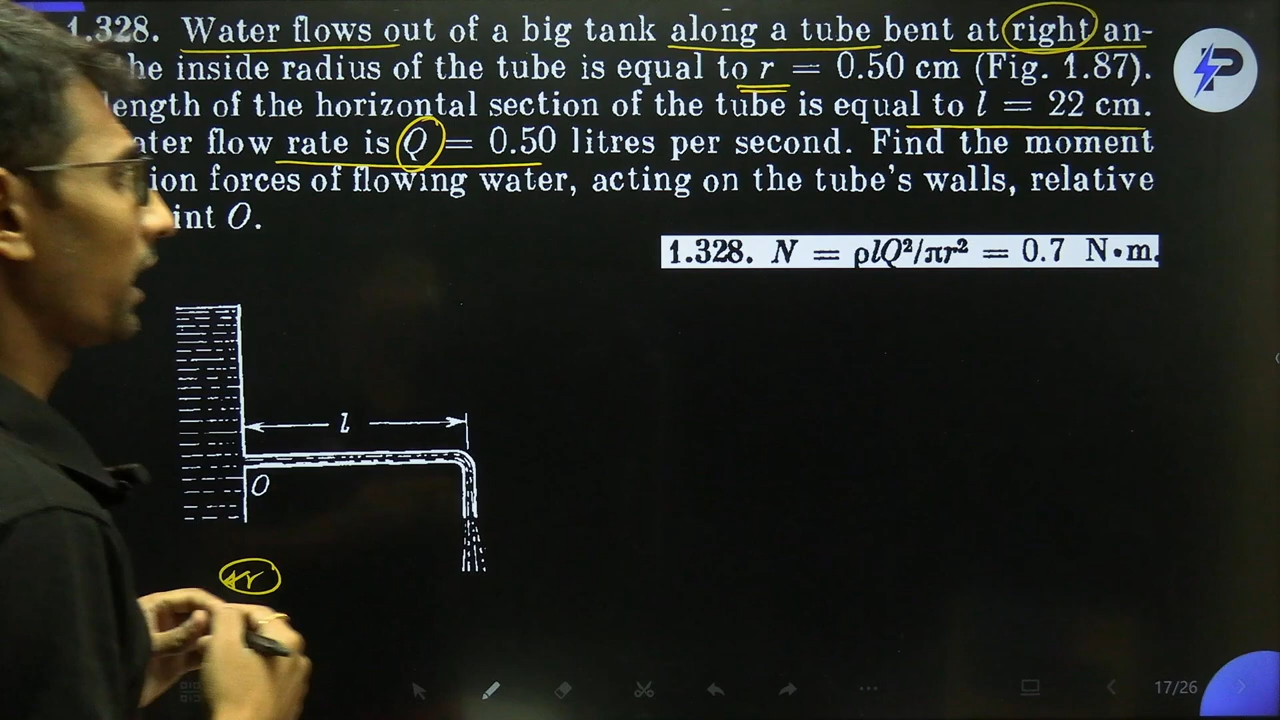 1.328. Water flows out of a big tank along a tube bent at right an-
he inside radius of the tube is equal to r = 0.50 cm (Fig. 1.87).
length of the horizontal section of the tube is equal to l = 22 cm.
ater flow rate is Q = 0.50 litres per second. Find the moment
ion forces of flowing water, acting on the tube's walls, relative
int O.
1.328. N = ρlQ²/πr² = 0.7 N·m.
l
O
r
17/26
P